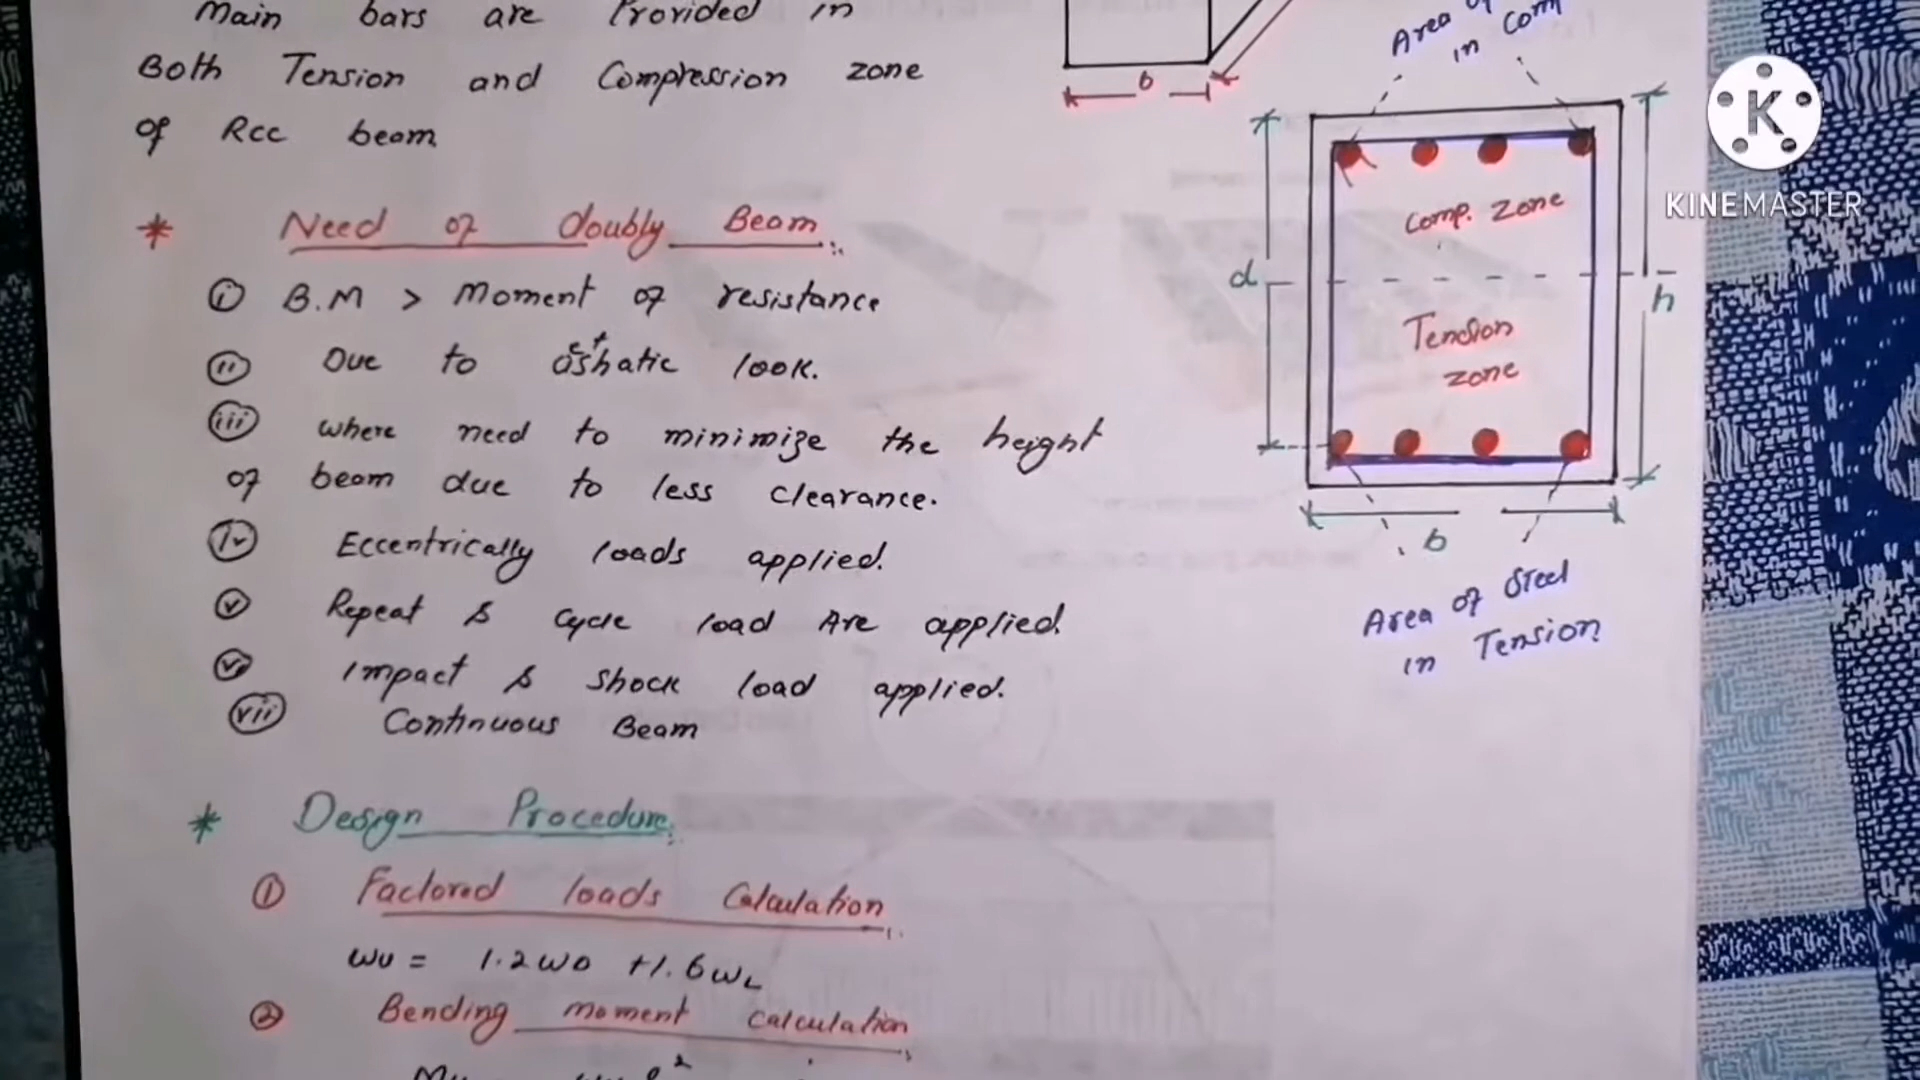 Main bars are Provided in
Both Tension and Compression zone
of Rcc beam
* Need of doubly Beam
i B.M > Moment of resistance
ii Due to ashatic look.
et
iii where need to minimize the height
of beam due to less clearance.
iv Eccentrically loads applied.
v Repeat & Cycle load Are applied.
vi Impact & Shock load applied.
vii Continuous Beam
* Design Procedure
1 Factored loads Calculation
wu = 1.2wD +1.6wL
2 Bending moment calculation
b
Area of
in Com
Comp. zone
d
h
Tension
zone
b
Area of Steel
in Tension
K
KINEMASTER